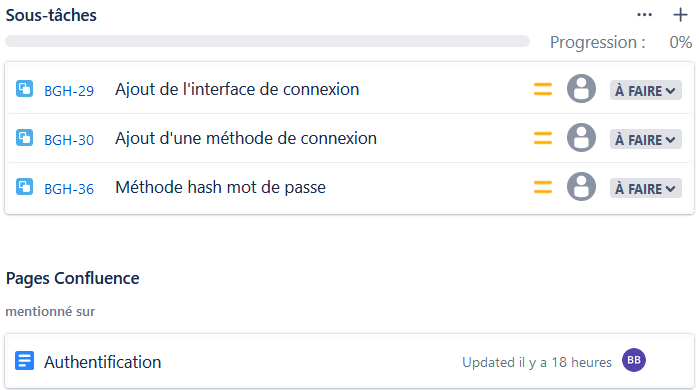 Sous-tâches
Progression : 0%
BGH-29 Ajout de l'interface de connexion À FAIRE
BGH-30 Ajout d'une méthode de connexion À FAIRE
BGH-36 Méthode hash mot de passe À FAIRE
Pages Confluence
mentionné sur
Authentification Updated il y a 18 heures BB